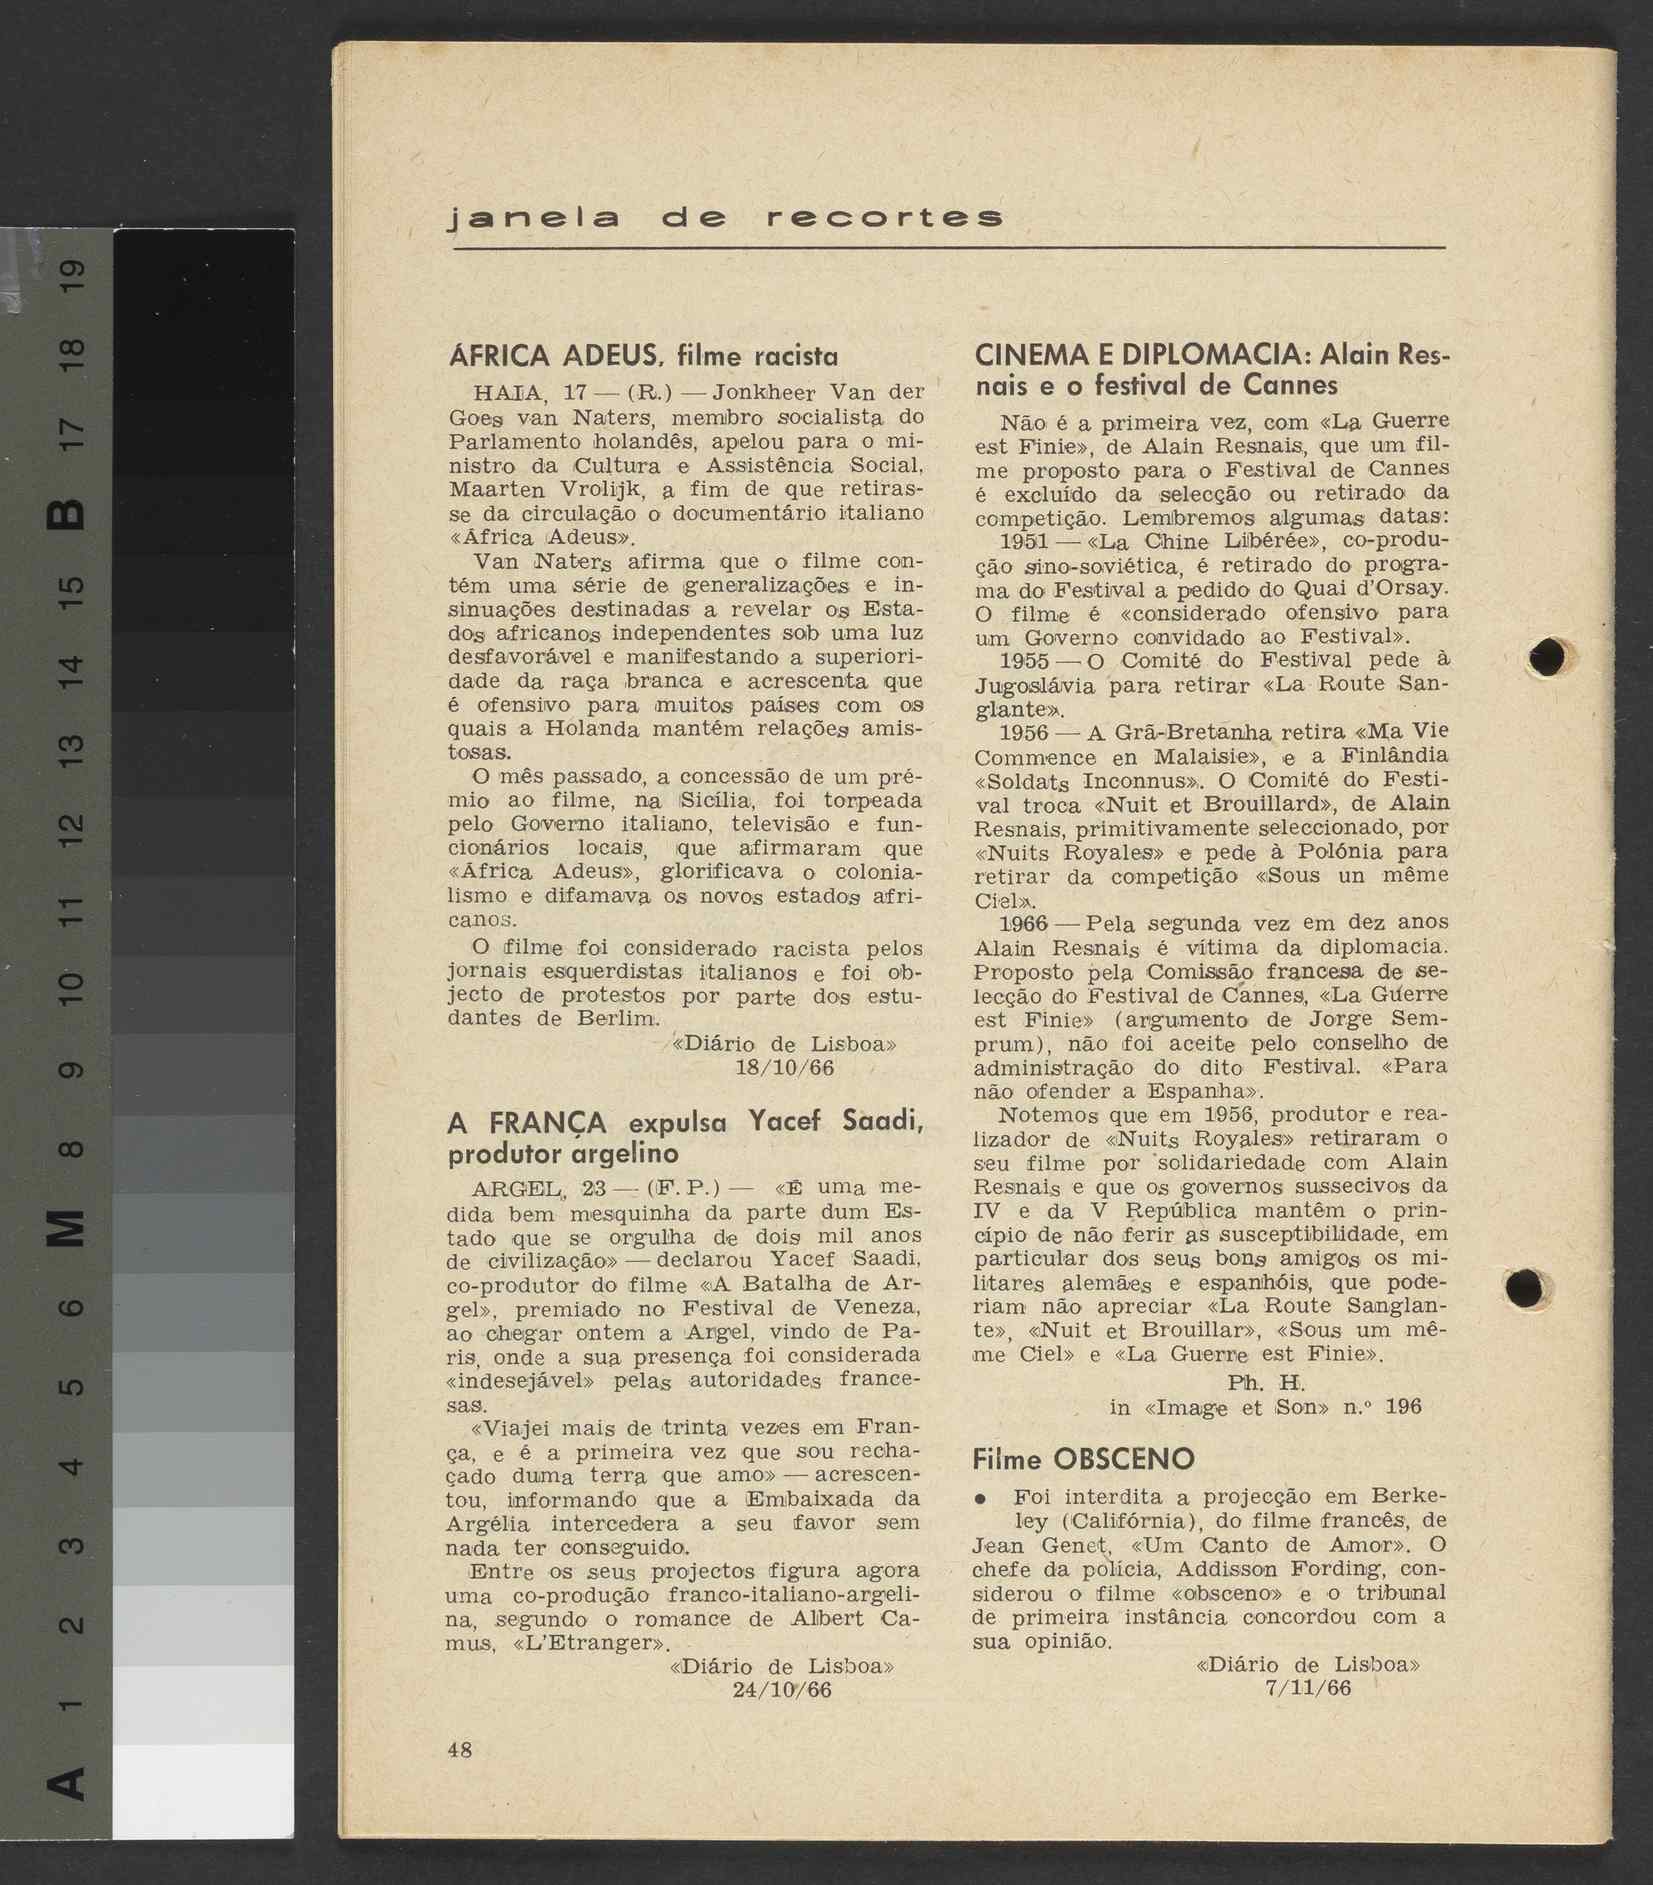 janela de recortes
ÁFRICA ADEUS, filme racista
HAIA, 17 — (R.) — Jonkheer Van der
Goes van Naters, membro socialista do
Parlamento holandês, apelou para o mi-
nistro da Cultura e Assistência Social,
Maarten Vrolijk, a fim de que retiras-
se da circulação o documentário italiano
«África Adeus».
Van Naters afirma que o filme con-
tém uma série de generalizações e in-
sinuações destinadas a revelar os Esta-
dos africanos independentes sob uma luz
desfavorável e manifestando a superiori-
dade da raça branca e acrescenta que
é ofensivo para muitos países com os
quais a Holanda mantém relações amis-
tosas.
O mês passado, a concessão de um pré-
mio ao filme, na Sicília, foi torpeada
pelo Governo italiano, televisão e fun-
cionários locais, que afirmaram que
«África Adeus», glorificava o colonia-
lismo e difamava os novos estados afri-
canos.
O filme foi considerado racista pelos
jornais esquerdistas italianos e foi ob-
jecto de protestos por parte dos estu-
dantes de Berlim.
«Diário de Lisboa»
18/10/66
A FRANÇA expulsa Yacef Saadi,
produtor argelino
ARGEL, 23 — (F. P.) — «É uma me-
dida bem mesquinha da parte dum Es-
tado que se orgulha de dois mil anos
de civilização» — declarou Yacef Saadi,
co-produtor do filme «A Batalha de Ar-
gel», premiado no Festival de Veneza,
ao chegar ontem a Argel, vindo de Pa-
ris, onde a sua presença foi considerada
«indesejável» pelas autoridades france-
sas.
«Viajei mais de trinta vezes em Fran-
ça, e é a primeira vez que sou recha-
çado duma terra que amo» — acrescen-
tou, informando que a Embaixada da
Argélia intercedera a seu favor sem
nada ter conseguido.
Entre os seus projectos figura agora
uma co-produção franco-italiano-argeli-
na, segundo o romance de Albert Ca-
mus, «L'Etranger».
«Diário de Lisboa»
24/10/66
48
CINEMA E DIPLOMACIA: Alain Res-
nais e o festival de Cannes
Não é a primeira vez, com «La Guerre
est Finie», de Alain Resnais, que um fil-
me proposto para o Festival de Cannes
é excluído da selecção ou retirado da
competição. Lembremos algumas datas:
1951 — «La Chine Libérée», co-produ-
ção sino-soviética, é retirado do progra-
ma do Festival a pedido do Quai d'Orsay.
O filme é «considerado ofensivo para
um Governo convidado ao Festival».
1955 — O Comité do Festival pede à
Jugoslávia para retirar «La Route San-
glante».
1956 — A Grã-Bretanha retira «Ma Vie
Commence en Malaisie», e a Finlândia
«Soldats Inconnus». O Comité do Festi-
val troca «Nuit et Brouillard», de Alain
Resnais, primitivamente seleccionado, por
«Nuits Royales» e pede à Polónia para
retirar da competição «Sous un même
Ciel».
1966 — Pela segunda vez em dez anos
Alain Resnais é vítima da diplomacia.
Proposto pela Comissão francesa de se-
lecção do Festival de Cannes, «La Guerre
est Finie» (argumento de Jorge Sem-
prum), não foi aceite pelo conselho de
administração do dito Festival. «Para
não ofender a Espanha».
Notemos que em 1956, produtor e rea-
lizador de «Nuits Royales» retiraram o
seu filme por solidariedade com Alain
Resnais e que os governos sussecivos da
IV e da V República mantêm o prin-
cípio de não ferir as susceptibilidade, em
particular dos seus bons amigos os mi-
litares alemães e espanhóis, que pode-
riam não apreciar «La Route Sanglan-
te», «Nuit et Brouillar», «Sous um mê-
me Ciel» e «La Guerre est Finie».
Ph. H.
in «Image et Son» n.º 196
Filme OBSCENO
● Foi interdita a projecção em Berke-
ley (Califórnia), do filme francês, de
Jean Genet, «Um Canto de Amor». O
chefe da polícia, Addisson Fording, con-
siderou o filme «obsceno» e o tribunal
de primeira instância concordou com a
sua opinião.
«Diário de Lisboa»
7/11/66
A 1 2 3 4 5 6 M 8 9 10 11 12 13 14 15 B 17 18 19